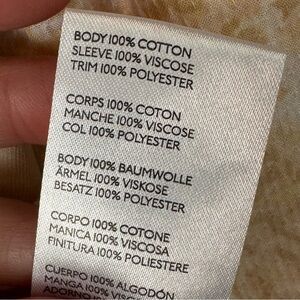 BODY 100% COTTON
SLEEVE 100% VISCOSE
TRIM 100% POLYESTER
CORPS 100% COTON
MANCHE 100% VISCOSE
COL 100% POLYESTER
BODY 100% BAUMWOLLE
ÄRMEL 100% VISKOSE
BESATZ 100% POLYESTER
CORPO 100% COTONE
MANICA 100% VISCOSA
FINITURA 100% POLIESTERE
CUERPO 100% ALGODÓN
MANGA 100%